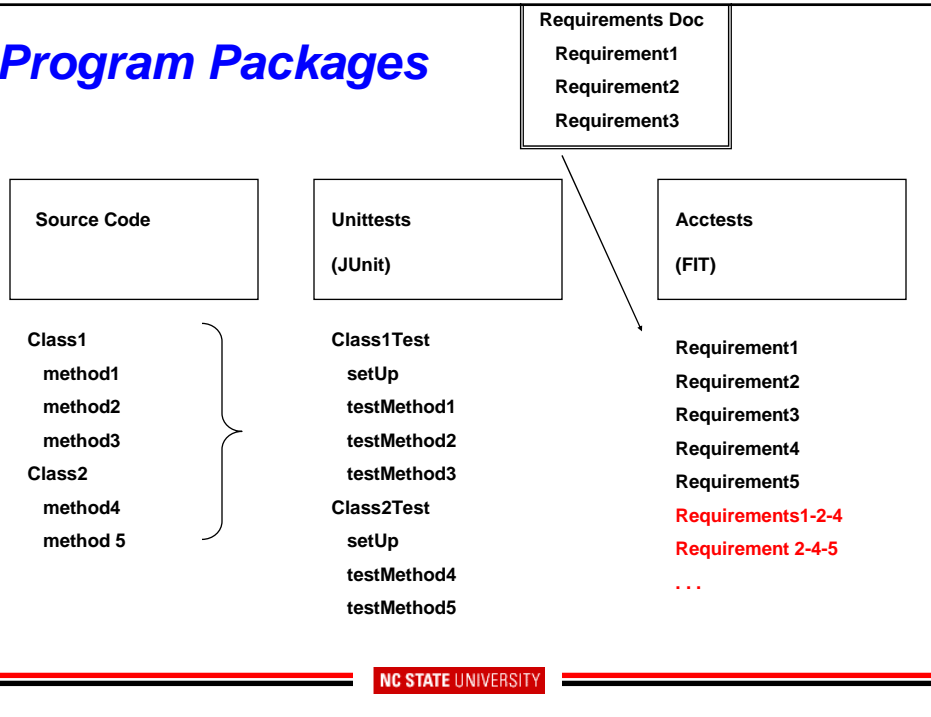 Program Packages
Requirements Doc
Requirement1
Requirement2
Requirement3
Source Code
Unittests
(JUnit)
Acctests
(FIT)
Class1
method1
method2
method3
Class2
method4
method 5
Class1Test
setUp
testMethod1
testMethod2
testMethod3
Class2Test
setUp
testMethod4
testMethod5
Requirement1
Requirement2
Requirement3
Requirement4
Requirement5
Requirements1-2-4
Requirement 2-4-5
. . .
NC STATE UNIVERSITY